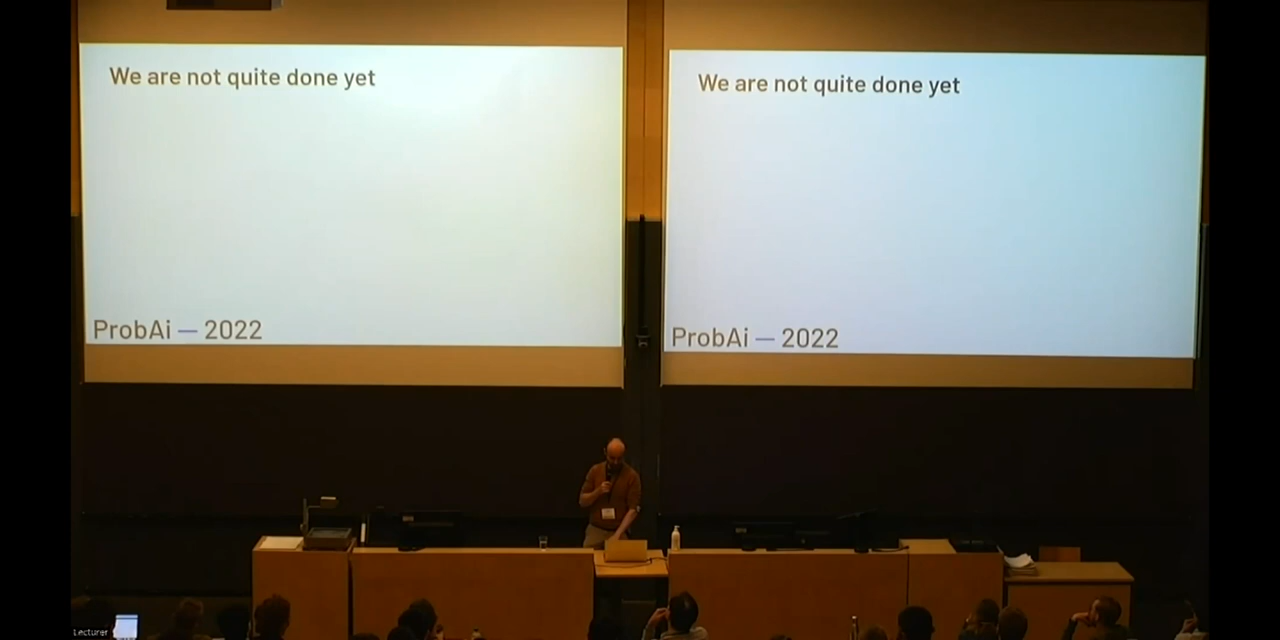 We are not quite done yet
ProbAi — 2022
We are not quite done yet
ProbAi — 2022
Lecturer